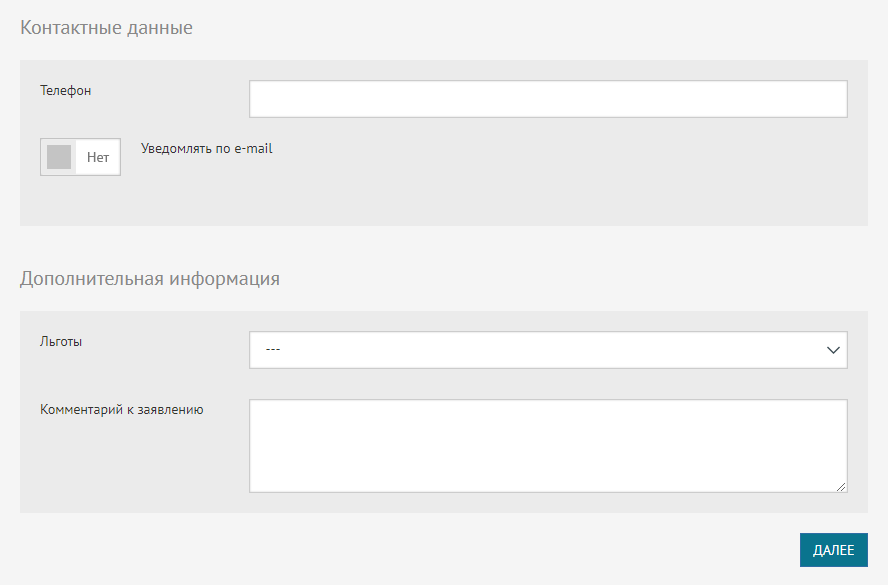 Контактные данные
Телефон
Нет
Уведомлять по e-mail
Дополнительная информация
Льготы
---
Комментарий к заявлению
ДАЛЕЕ